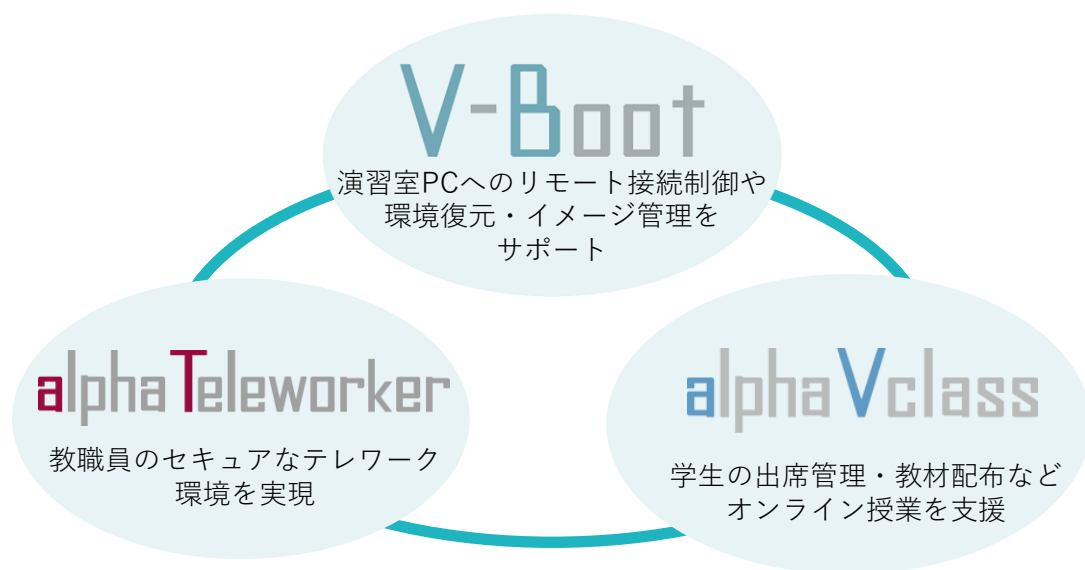 V-Boot
演習室PCへのリモート接続制御や
環境復元・イメージ管理を
サポート
alpha Teleworker
教職員のセキュアなテレワーク
環境を実現
alpha Vclass
学生の出席管理・教材配布など
オンライン授業を支援